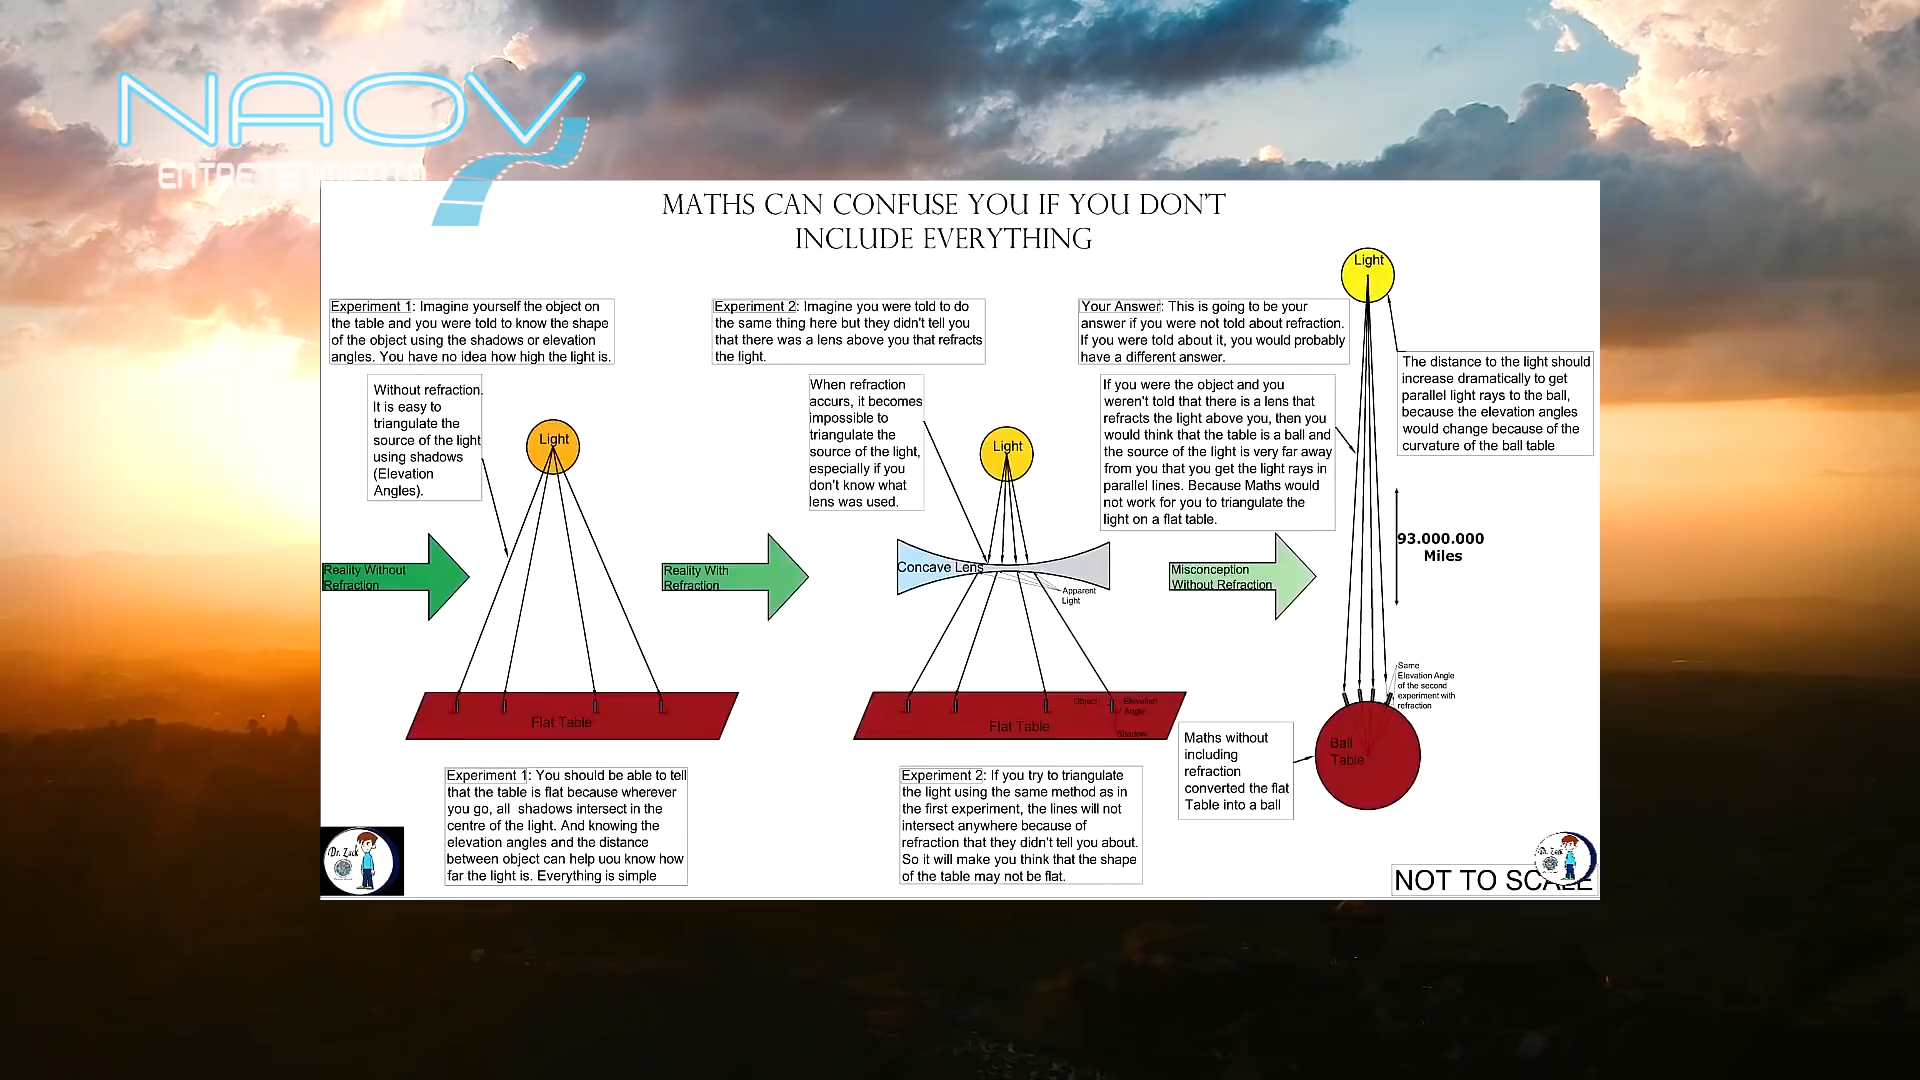 NAOV
ENTRETENIMIENTO
MATHS CAN CONFUSE YOU IF YOU DON'T
INCLUDE EVERYTHING
Experiment 1: Imagine yourself the object on
the table and you were told to know the shape
of the object using the shadows or elevation
angles. You have no idea how high the light is.
Without refraction.
It is easy to
triangulate the
source of the light
using shadows
(Elevation
Angles).
Light
Reality Without
Refraction
Flat Table
Experiment 1: You should be able to tell
that the table is flat because wherever
you go, all shadows intersect in the
centre of the light. And knowing the
elevation angles and the distance
between object can help uou know how
far the light is. Everything is simple
Experiment 2: Imagine you were told to do
the same thing here but they didn't tell you
that there was a lens above you that refracts
the light.
When refraction
accurs, it becomes
impossible to
triangulate the
source of the light,
especially if you
don't know what
lens was used.
Light
Reality With
Refraction
Concave Lens
Apparent
Light
Object
Elevation
Angle
Shadow
Flat Table
Experiment 2: If you try to triangulate
the light using the same method as in
the first experiment, the lines will not
intersect anywhere because of
refraction that they didn't tell you about.
So it will make you think that the shape
of the table may not be flat.
Your Answer: This is going to be your
answer if you were not told about refraction.
If you were told about it, you would probably
have a different answer.
If you were the object and you
weren't told that there is a lens that
refracts the light above you, then you
would think that the table is a ball and
the source of the light is very far away
from you that you get the light rays in
parallel lines. Because Maths would
not work for you to triangulate the
light on a flat table.
Light
The distance to the light should
increase dramatically to get
parallel light rays to the ball,
because the elevation angles
would change because of the
curvature of the ball table
93.000.000
Miles
Misconception
Without Refraction
Same
Elevation Angle
of the second
experiment with
refraction
Ball
Table
Maths without
including
refraction
converted the flat
Table into a ball
Dr. Zack
Dr. Zack
NOT TO SCALE